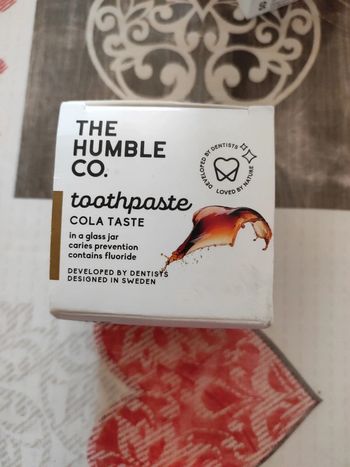 THE
HUMBLE
CO.
DEVELOPED BY DENTISTS
LOVED BY NATURE
toothpaste
COLA TASTE
in a glass jar
caries prevention
contains fluoride
DEVELOPED BY DENTISTS
DESIGNED IN SWEDEN